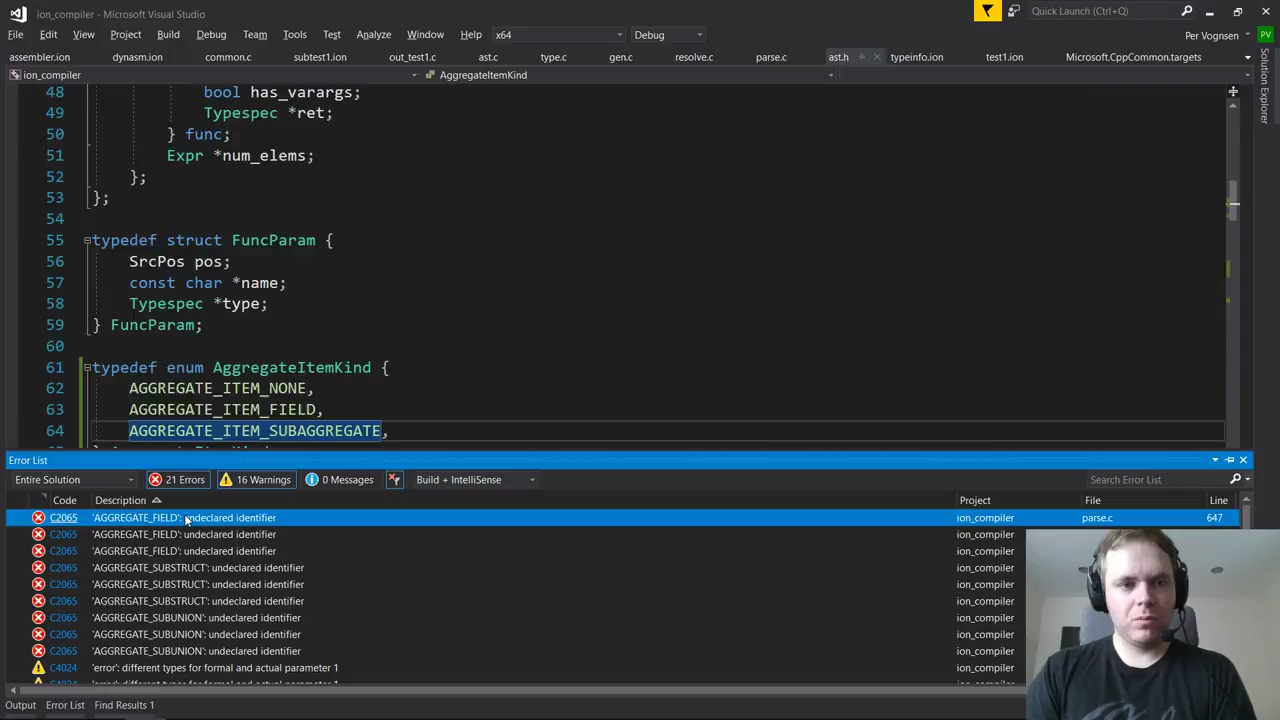 ion_compiler - Microsoft Visual Studio
Quick Launch (Ctrl+Q)
File Edit View Project Build Debug Team Tools Test Analyze Window Help x64 Debug Per Vognsen PV
assembler.ion dynasm.ion common.c subtest1.ion out_test1.c ast.c type.c gen.c resolve.c parse.c ast.h typeinfo.ion test1.ion Microsoft.CppCommon.targets
Solution Explorer
ion_compiler AggregateItemKind
48 bool has_varargs;
49 Typespec *ret;
50 } func;
51 Expr *num_elems;
52 };
53 };
54
55 typedef struct FuncParam {
56 SrcPos pos;
57 const char *name;
58 Typespec *type;
59 } FuncParam;
60
61 typedef enum AggregateItemKind {
62 AGGREGATE_ITEM_NONE,
63 AGGREGATE_ITEM_FIELD,
64 AGGREGATE_ITEM_SUBAGGREGATE,
Error List
Entire Solution 21 Errors 16 Warnings 0 Messages Build + IntelliSense Search Error List
Code Description Project File Line
C2065 'AGGREGATE_FIELD': undeclared identifier ion_compiler parse.c 647
C2065 'AGGREGATE_FIELD': undeclared identifier ion_compiler
C2065 'AGGREGATE_FIELD': undeclared identifier ion_compiler
C2065 'AGGREGATE_SUBSTRUCT': undeclared identifier ion_compiler
C2065 'AGGREGATE_SUBSTRUCT': undeclared identifier ion_compiler
C2065 'AGGREGATE_SUBSTRUCT': undeclared identifier ion_compiler
C2065 'AGGREGATE_SUBUNION': undeclared identifier ion_compiler
C2065 'AGGREGATE_SUBUNION': undeclared identifier ion_compiler
C2065 'AGGREGATE_SUBUNION': undeclared identifier ion_compiler
C4024 'error': different types for formal and actual parameter 1 ion_compiler
Output Error List Find Results 1